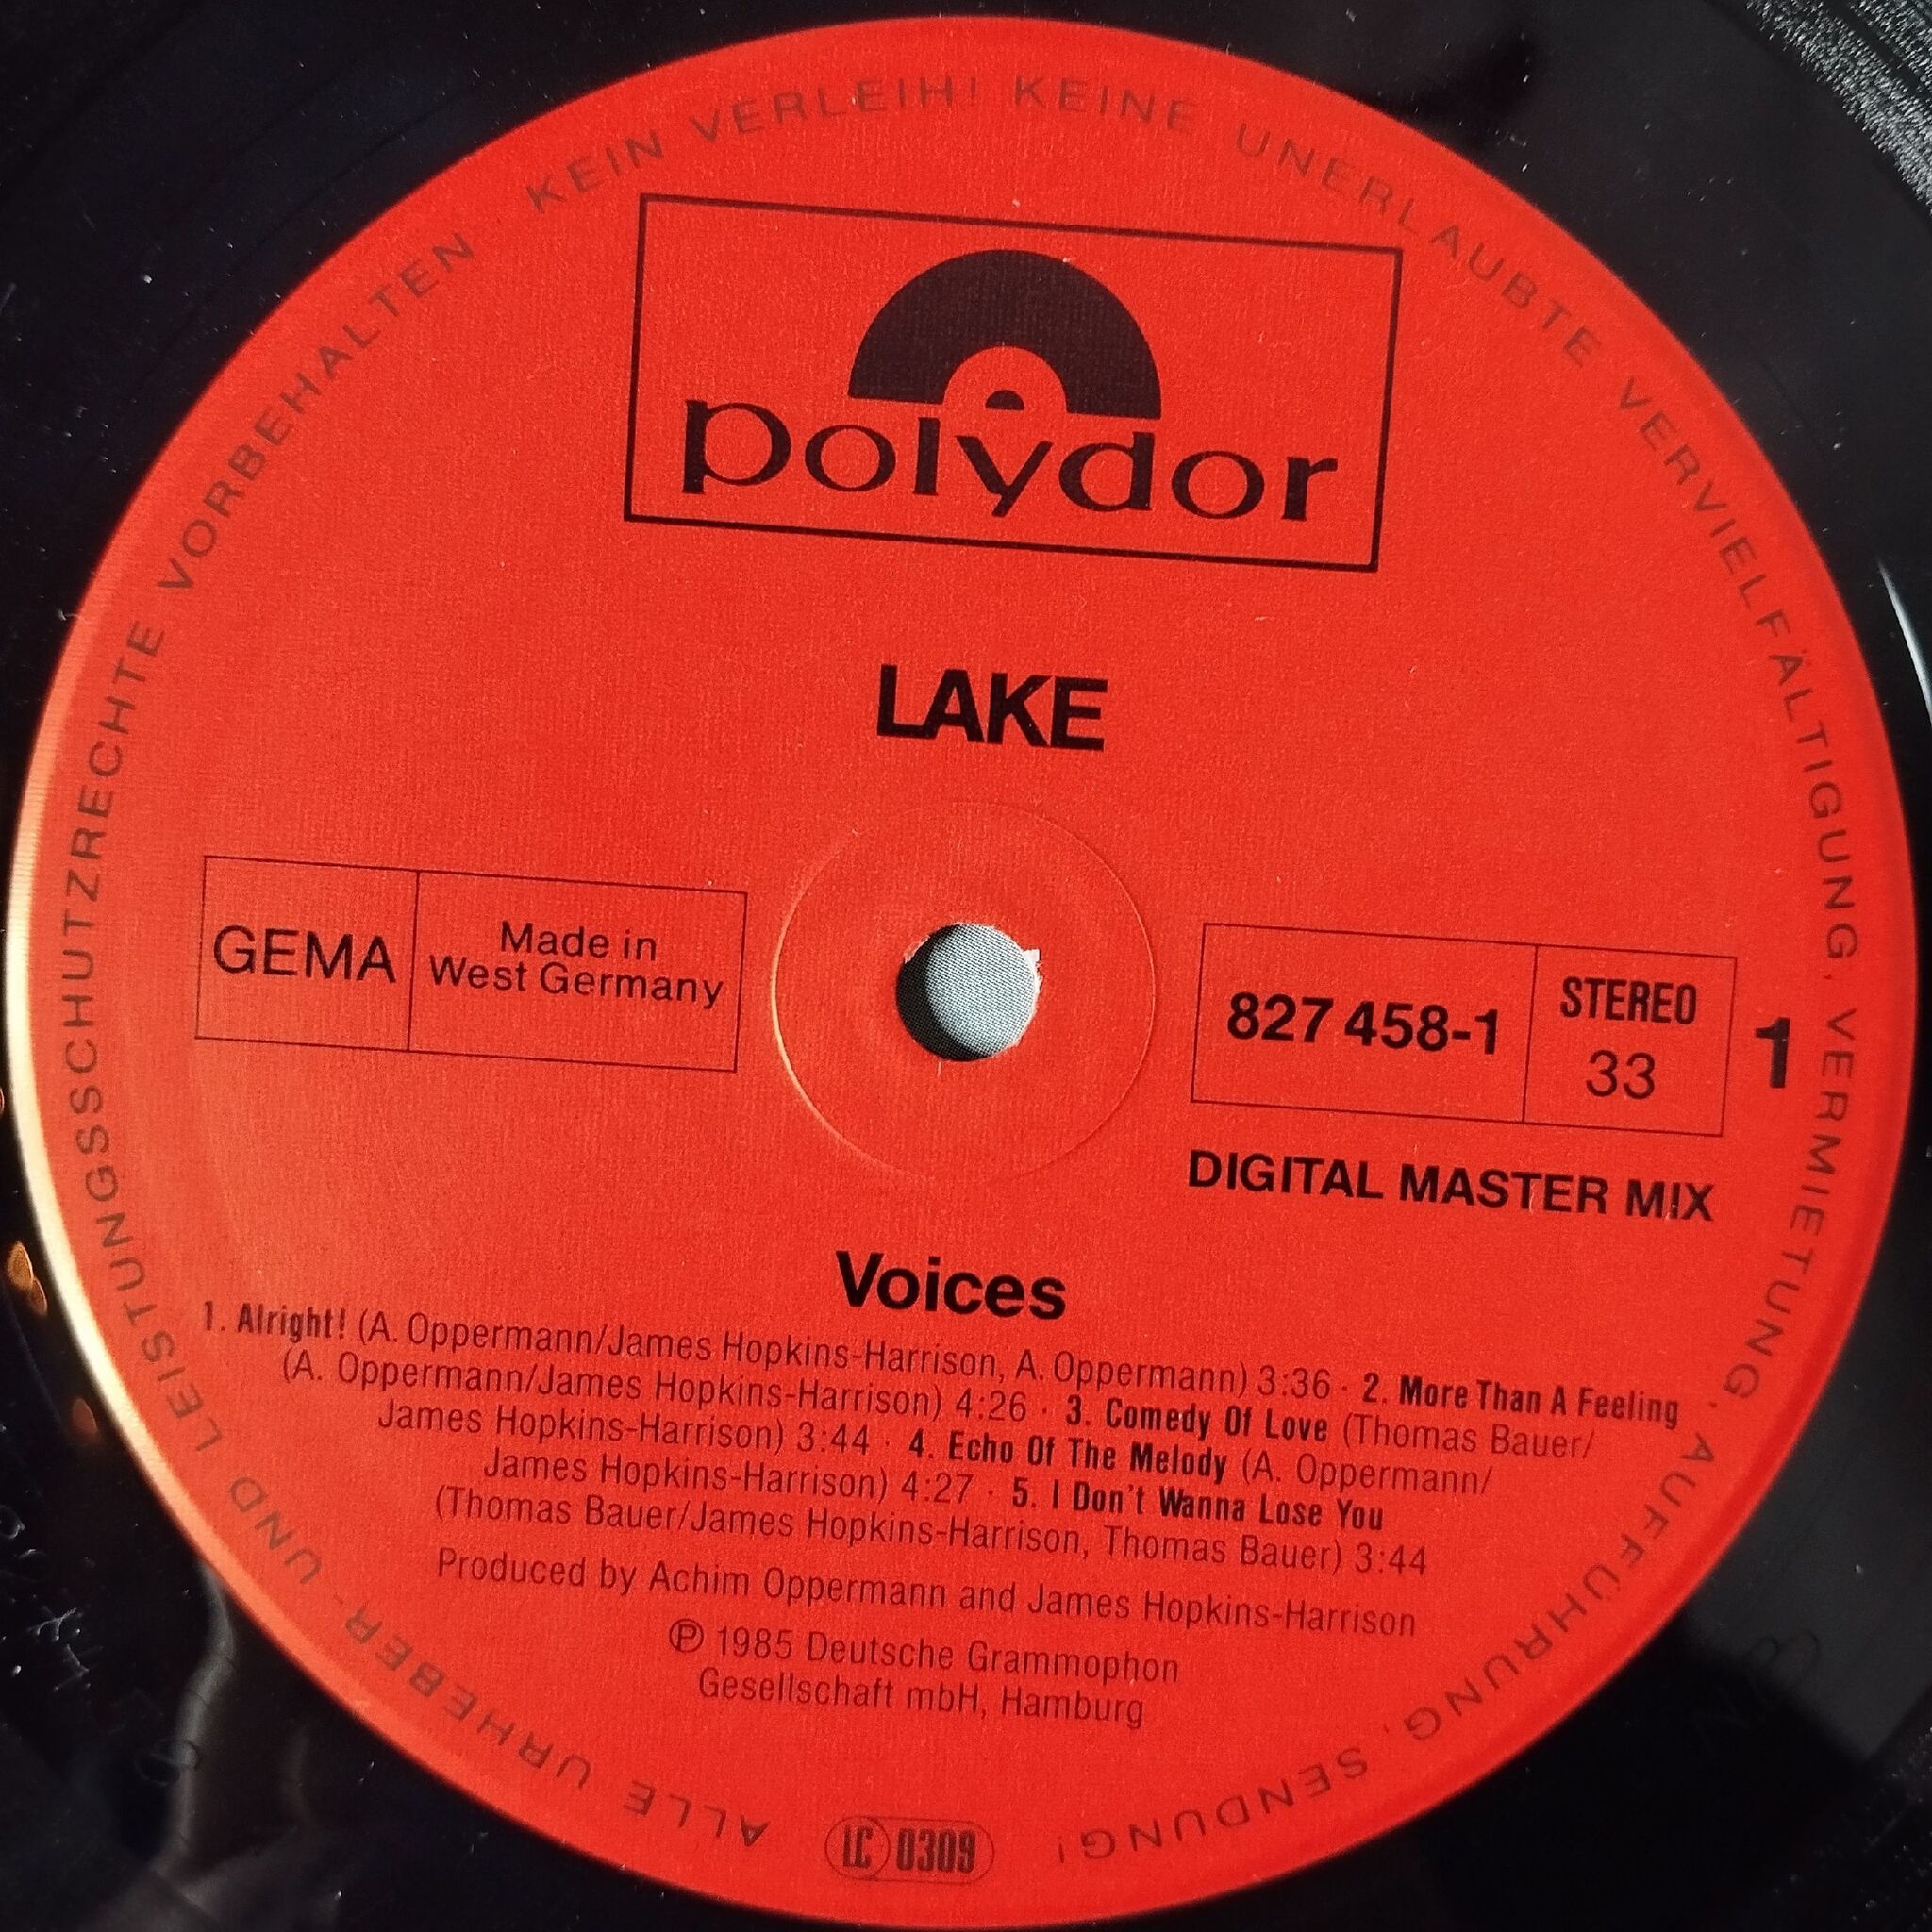 ALLE URHEBER- UND LEISTUNGSSCHUTZRECHTE VORBEHALTEN · KEIN VERLEIH! KEINE UNERLAUBTE VERVIELFÄLTIGUNG, VERMIETUNG, AUFFÜHRUNG, SENDUNG!
polydor
LAKE
GEMA
Made in
West Germany
827 458-1
STEREO
33
1
DIGITAL MASTER MIX
Voices
1. Alright! (A. Oppermann/James Hopkins-Harrison, A. Oppermann) 3:36 · 2. More Than A Feeling
(A. Oppermann/James Hopkins-Harrison) 4:26 · 3. Comedy Of Love (Thomas Bauer/
James Hopkins-Harrison) 3:44 · 4. Echo Of The Melody (A. Oppermann/
James Hopkins-Harrison) 4:27 · 5. I Don't Wanna Lose You
(Thomas Bauer/James Hopkins-Harrison, Thomas Bauer) 3:44
Produced by Achim Oppermann and James Hopkins-Harrison
℗ 1985 Deutsche Grammophon
Gesellschaft mbH, Hamburg
LC 0309